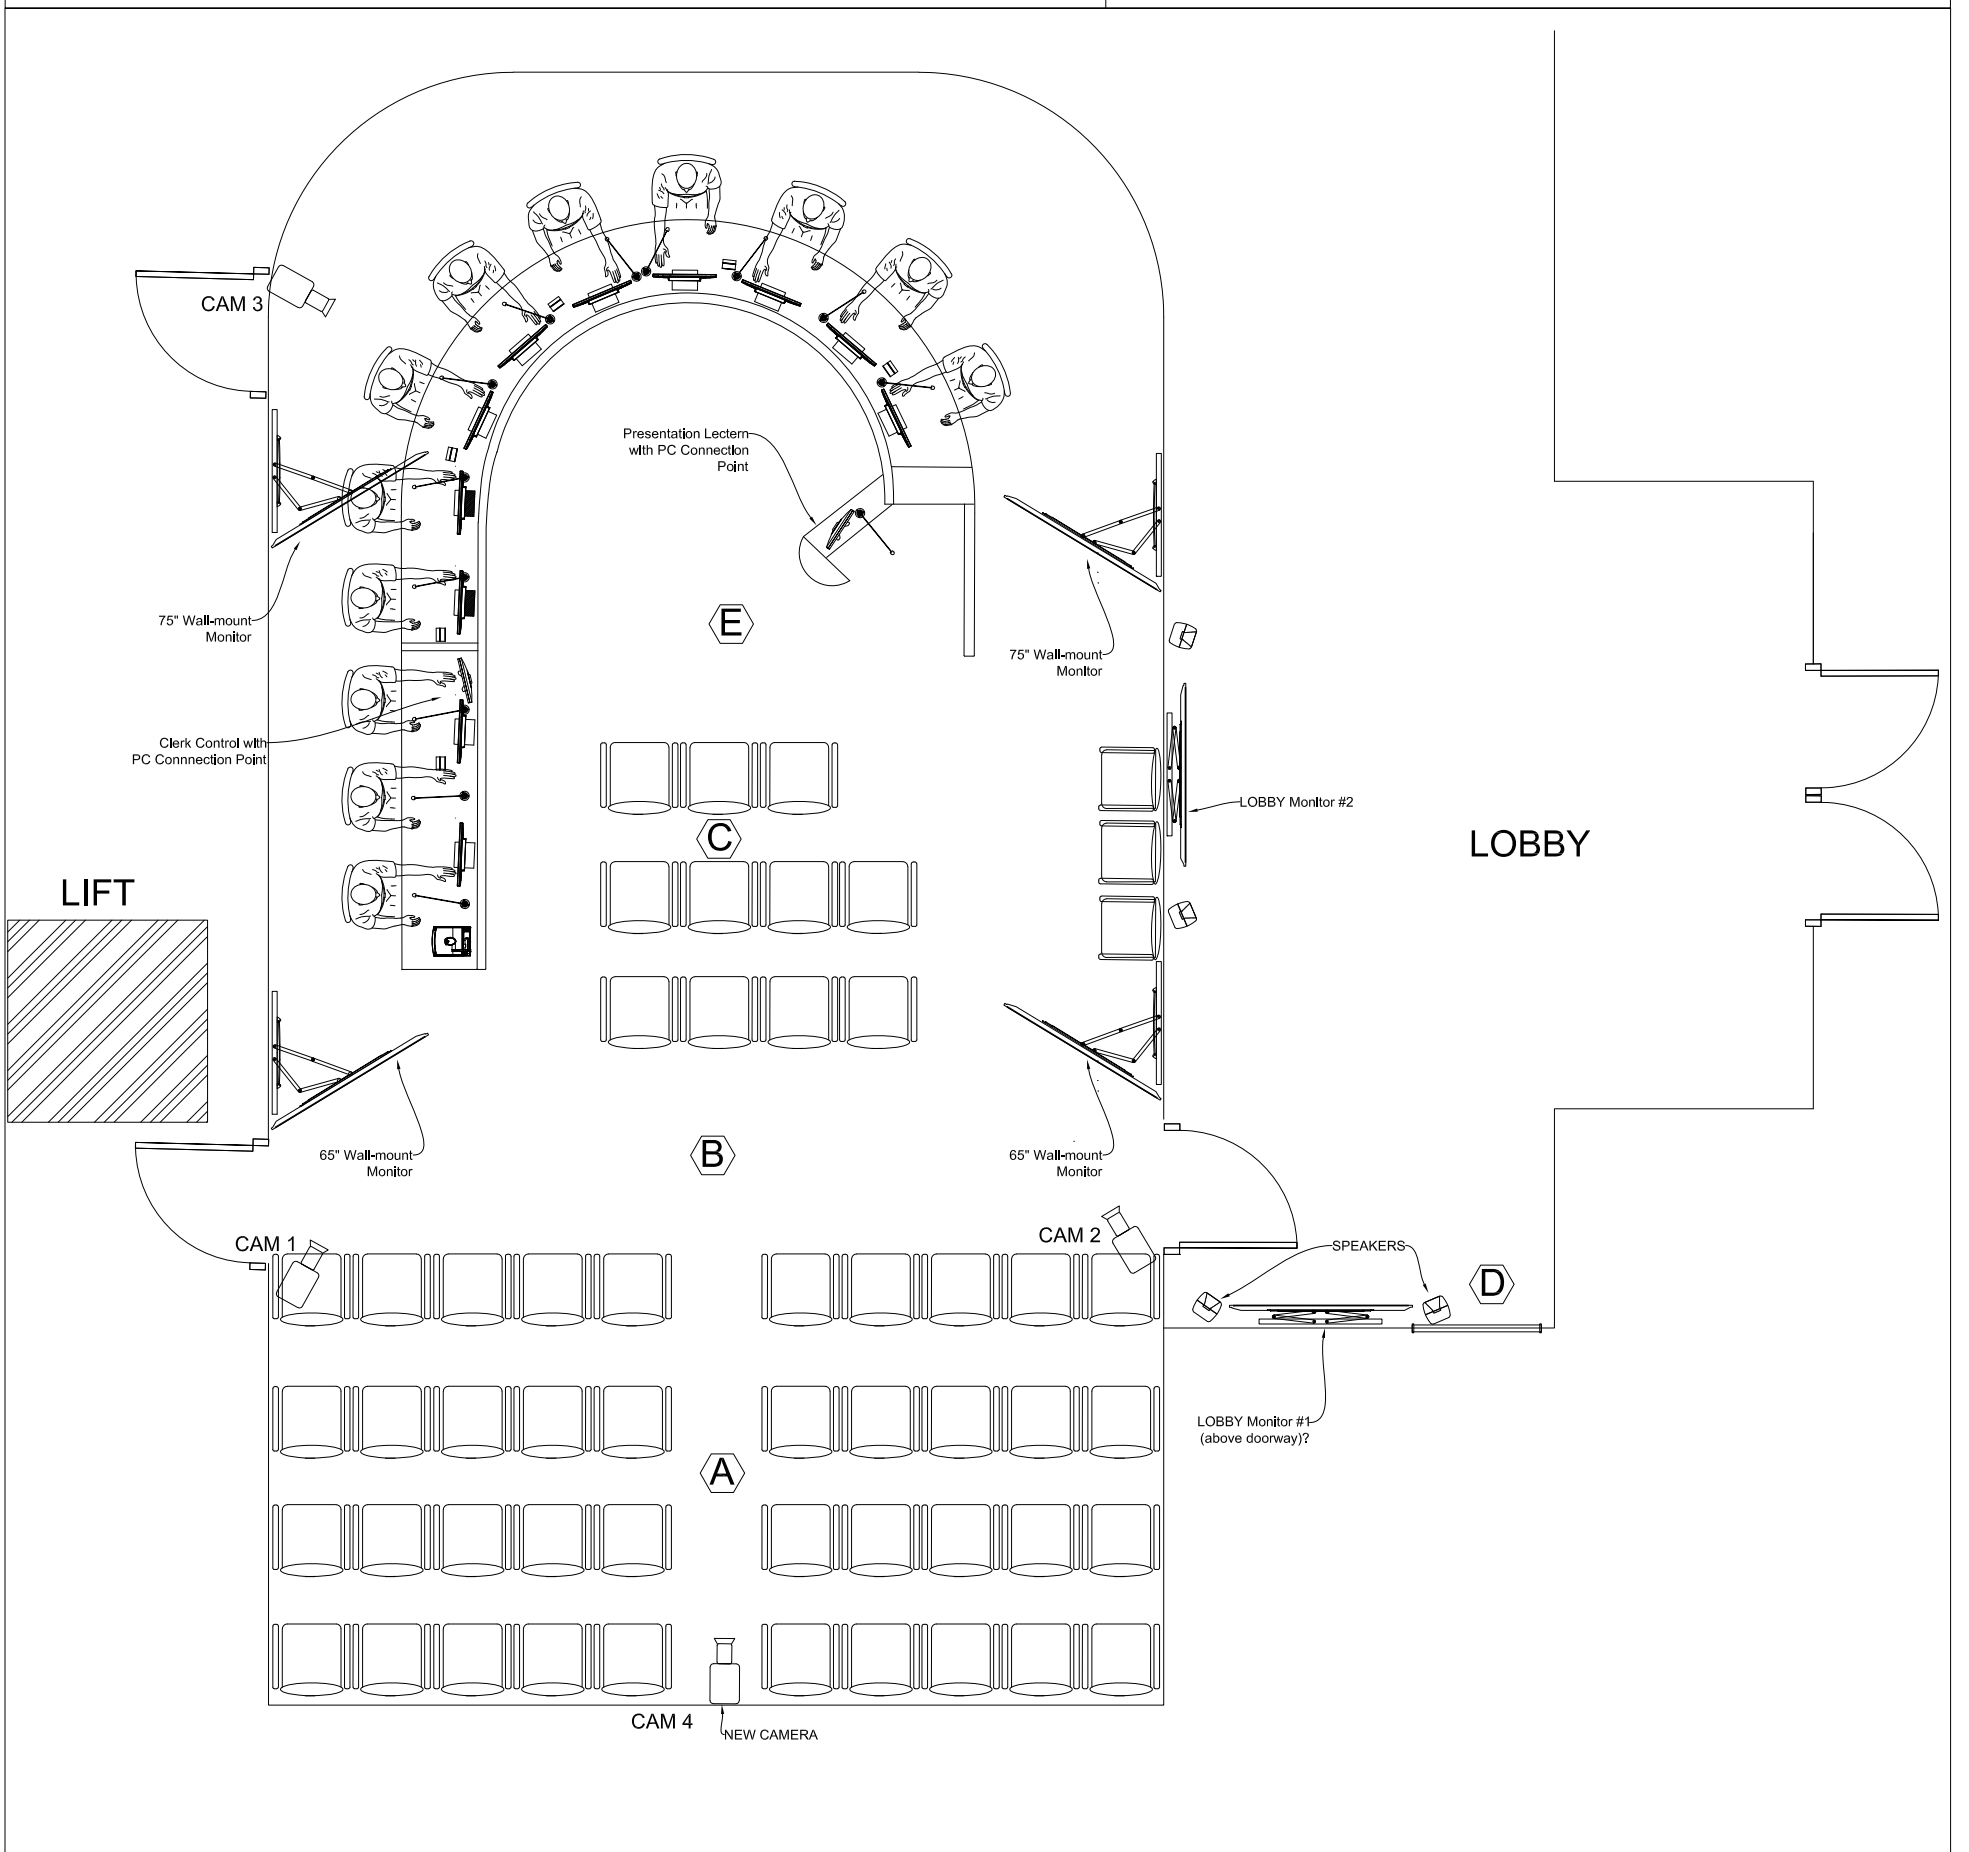 CAM 3
Presentation Lectern
with PC Connection
Point
75" Wall-mount
Monitor
E
75" Wall-mount
Monitor
Clerk Control with
PC Connnection Point
LOBBY Monitor #2
C
LOBBY
LIFT
65" Wall-mount
Monitor
B
65" Wall-mount
Monitor
CAM 1
CAM 2
SPEAKERS
D
LOBBY Monitor #1
(above doorway)?
A
CAM 4
NEW CAMERA